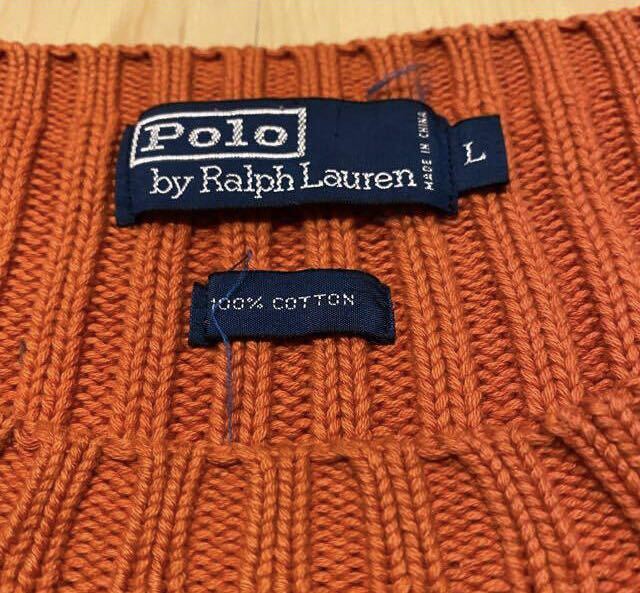 Polo
by Ralph Lauren
MADE IN CHINA
L
100% COTTON